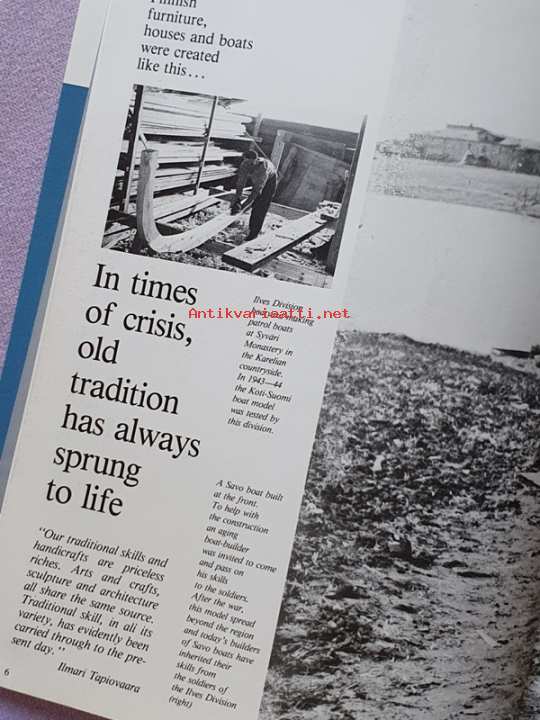 Finnish
furniture,
houses and boats
were created
like this...
In times
of crisis,
old
tradition
has always
sprung
to life
Ilves Division
making
patrol boats
at Syväri
Monastery in
the Karelian
countryside.
In 1943—44
the Koti-Suomi
boat model
was tested by
this division.
Antikvariaatti.net
A Savo boat built
at the front.
To help with
the construction
an aging
boat-builder
was invited to come
and pass on
his skills
to the soldiers.
After the war,
this model spread
beyond the region
and today's builders
of Savo boats have
inherited their
skills from
the soldiers of
the Ilves Division
(right)
"Our traditional skills and
handicrafts are priceless
riches. Arts and crafts,
sculpture and architecture
all share the same source.
Traditional skill, in all its
variety, has evidently been
carried through to the pre-
sent day."
Ilmari Tapiovaara
6